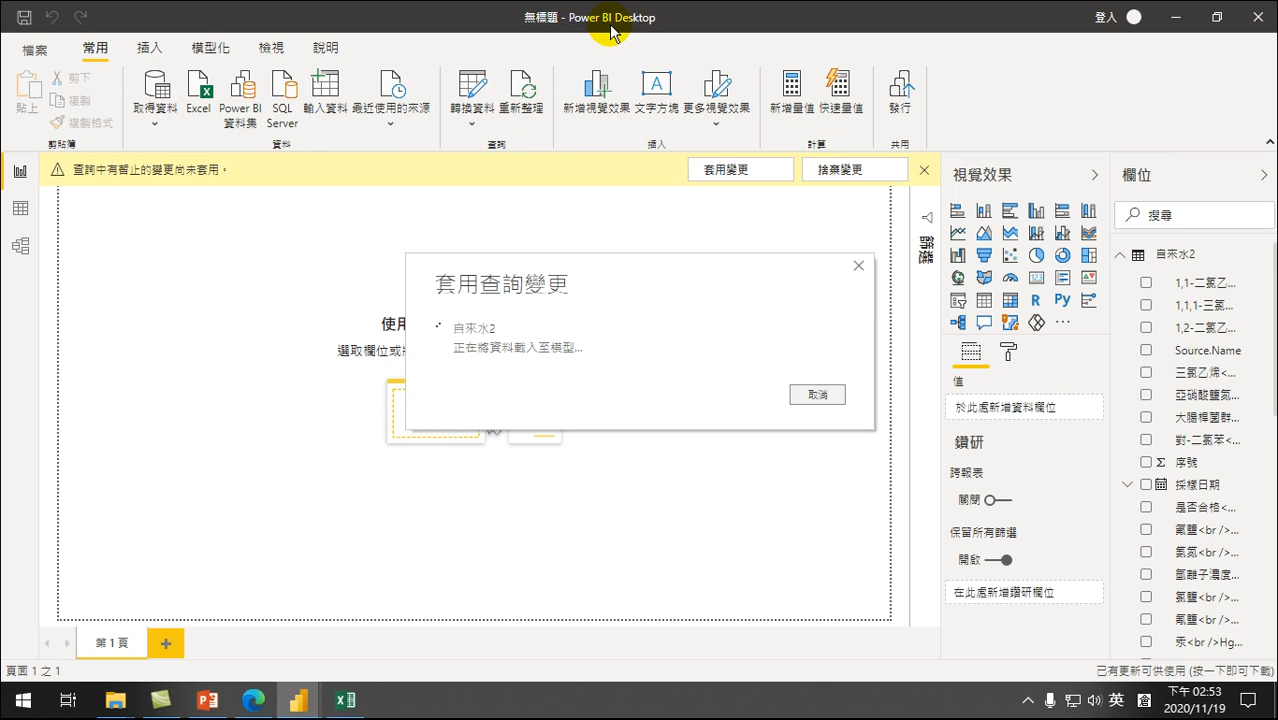 無標題 - Power BI Desktop
登入
檔案 常用 插入 模型化 檢視 說明
貼上
剪下
複製
複製格式
剪貼簿
取得資料
Excel
Power BI
資料集
SQL
Server
輸入資料
最近使用的來源
資料
轉換資料
重新整理
查詢
新增視覺效果
文字方塊
更多視覺效果
插入
新增量值
快速量值
計算
發行
共用
查詢中有暫止的變更尚未套用。
套用變更
捨棄變更
套用查詢變更
自來水2
正在將資料載入至模型...
取消
選取欄位或
篩選
視覺效果
R
Py
值
於此處新增資料欄位
鑽研
跨報表
關閉
保留所有篩選
開啟
在此處新增鑽研欄位
欄位
搜尋
自來水2
1,1-二氯乙...
1,1,1-三氯...
1,2-二氯乙...
Source.Name
三氯乙烯<...
亞硝酸鹽氮...
大腸桿菌群...
對-二氯苯<...
序號
採樣日期
是否合格<...
氟鹽<br />...
氨氮<br />...
氫離子濃度...
氯鹽<br />...
氰鹽<br />...
汞<br />Hg...
第 1 頁
頁面 1 之 1
已有更新可供使用 (按一下即可下載)
英
下午 02:53
2020/11/19